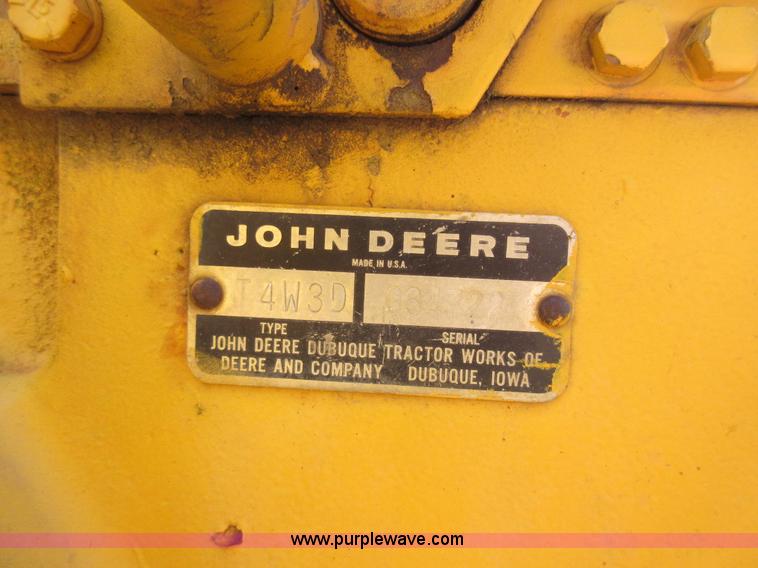 JOHN DEERE
MADE IN U.S.A.
T4W3D
TYPE SERIAL
JOHN DEERE DUBUQUE TRACTOR WORKS OF
DEERE AND COMPANY DUBUQUE, IOWA
www.purplewave.com